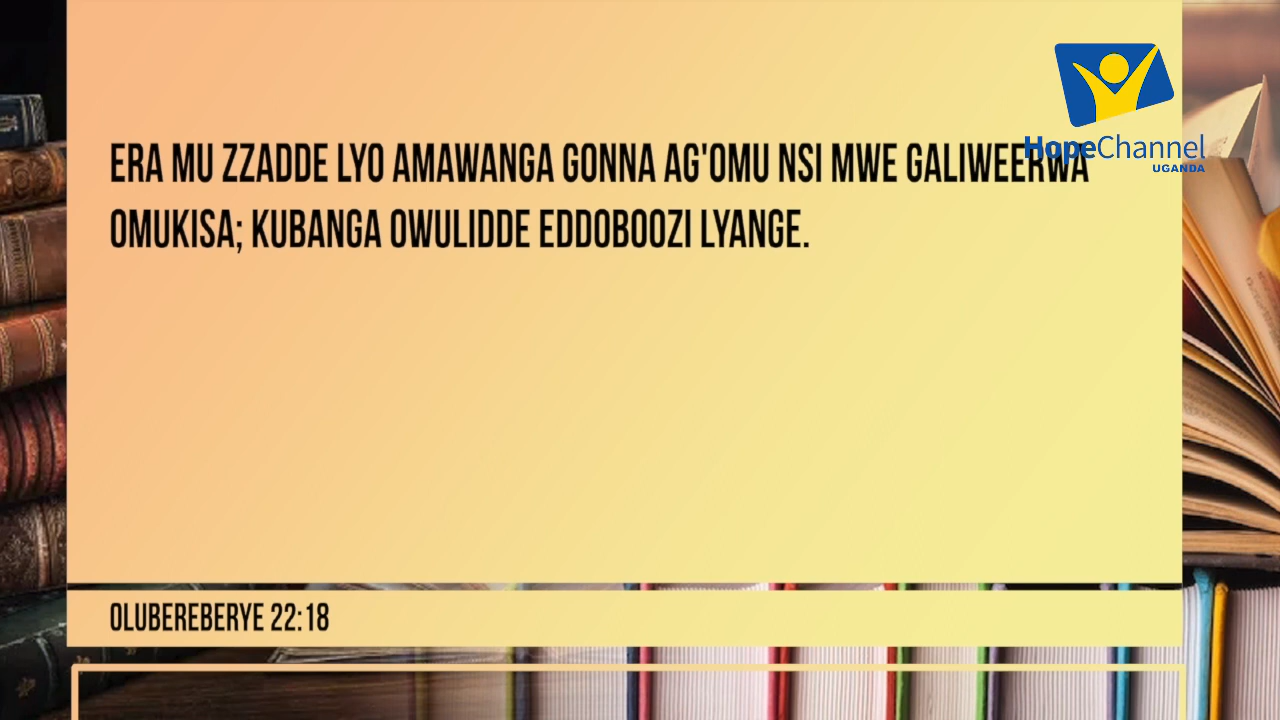 ERA MU ZZADDE LYO AMAWANGA GONNA AG'OMU NSI MWE GALIWEERWA
OMUKISA; KUBANGA OWULIDDE EDDOBOOZI LYANGE.
HopeChannel
UGANDA
OLUBEREBERYE 22:18